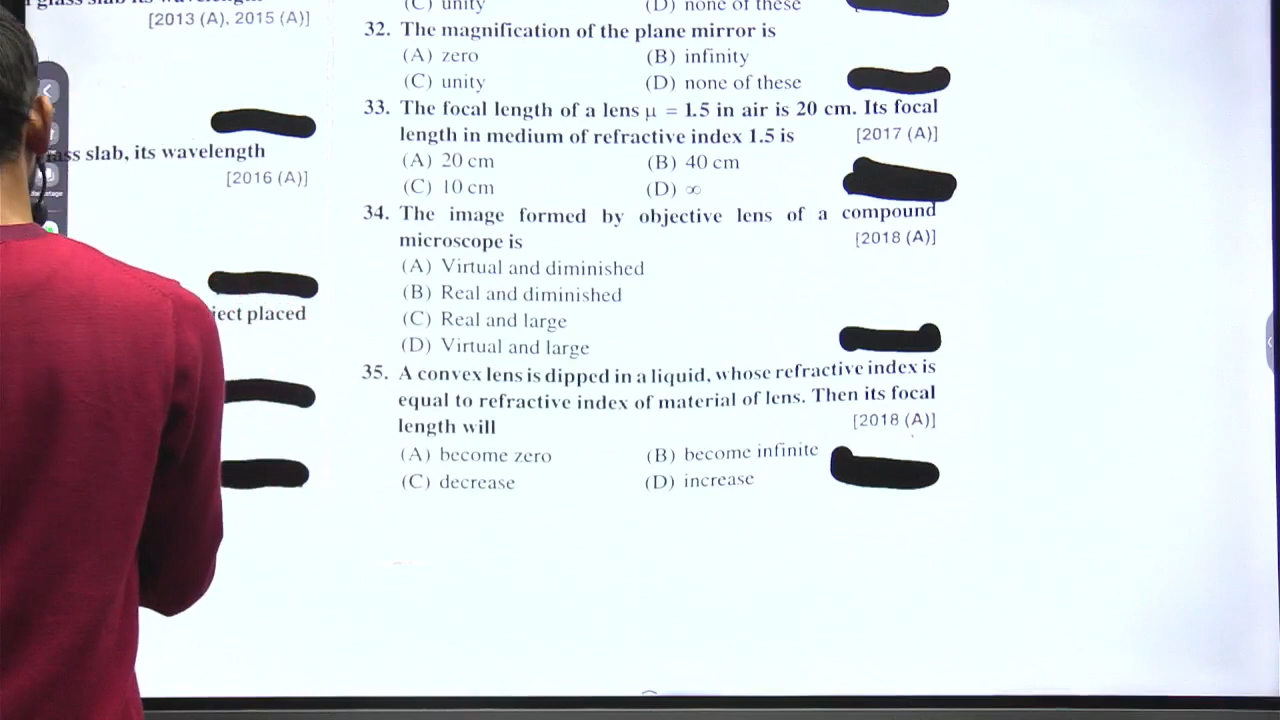 glass slab its wavelength
[2013 (A), 2015 (A)]
slab, its wavelength
[2016 (A)]
placed
(C) unity (D) none of these
32. The magnification of the plane mirror is
(A) zero (B) infinity
(C) unity (D) none of these
33. The focal length of a lens μ = 1.5 in air is 20 cm. Its focal
length in medium of refractive index 1.5 is [2017 (A)]
(A) 20 cm (B) 40 cm
(C) 10 cm (D) ∞
34. The image formed by objective lens of a compound
microscope is [2018 (A)]
(A) Virtual and diminished
(B) Real and diminished
(C) Real and large
(D) Virtual and large
35. A convex lens is dipped in a liquid, whose refractive index is
equal to refractive index of material of lens. Then its focal
length will [2018 (A)]
(A) become zero (B) become infinite
(C) decrease (D) increase